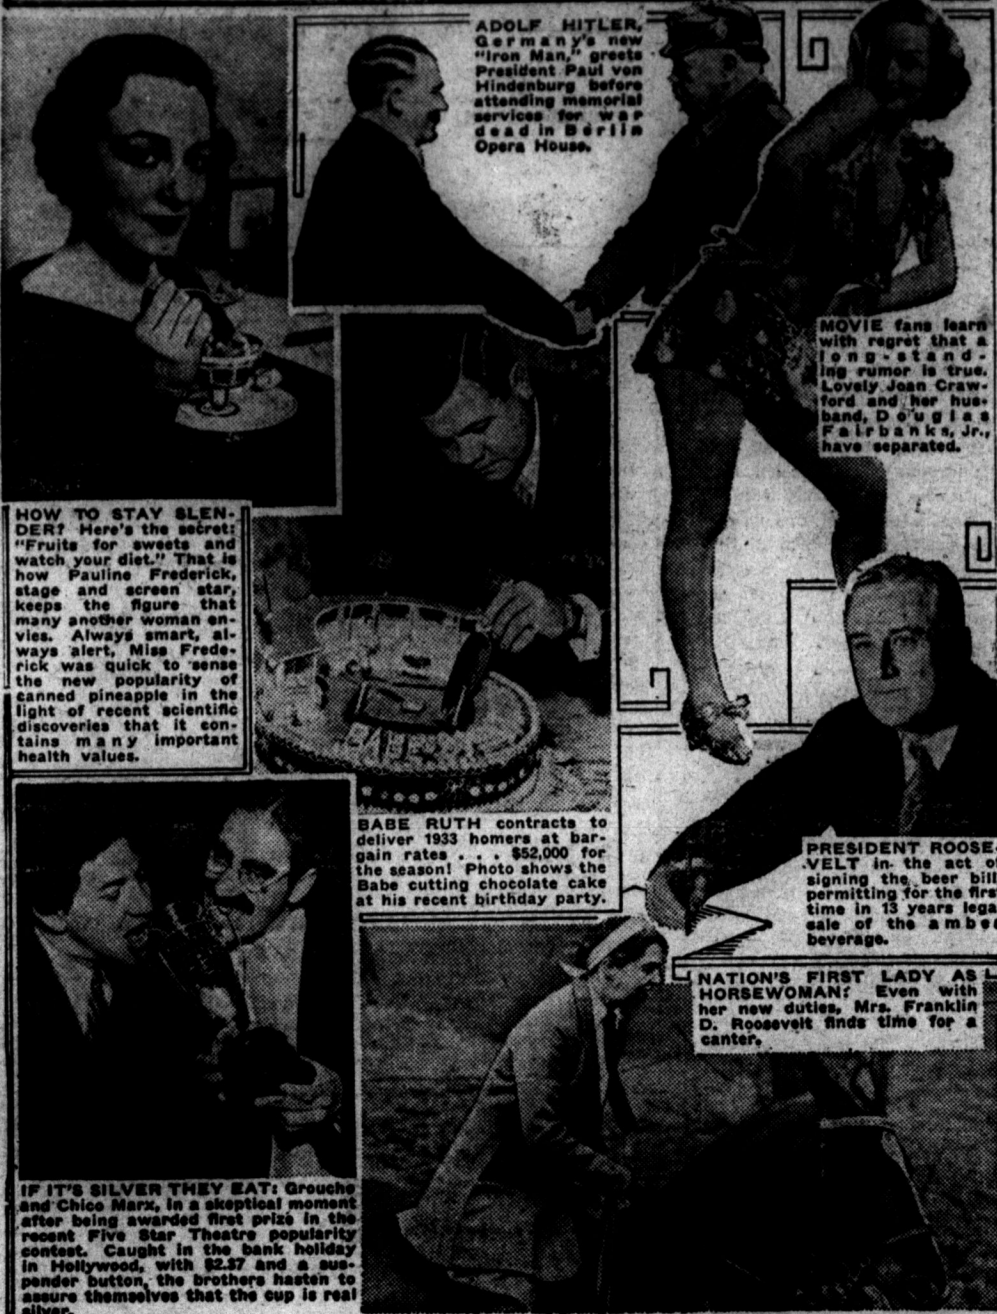 ADOLF HITLER,
Germany's new
"Iron Man," greets
President Paul von
Hindenburg before
attending memorial
services for war
dead in Berlin
Opera House.
MOVIE fans learn
with regret that a
long-stand-
ing rumor is true.
Lovely Joan Craw-
ford and her hus-
band, Douglas
Fairbanks, Jr.,
have separated.
HOW TO STAY SLEN-
DER? Here's the secret:
"Fruits for sweets and
watch your diet." That is
how Pauline Frederick,
stage and screen star,
keeps the figure that
many another woman en-
vies. Always smart, al-
ways alert, Miss Frede-
rick was quick to sense
the new popularity of
canned pineapple in the
light of recent scientific
discoveries that it con-
tains many important
health values.
BABE
BABE RUTH contracts to
deliver 1933 homers at bar-
gain rates . . . $52,000 for
the season! Photo shows the
Babe cutting chocolate cake
at his recent birthday party.
PRESIDENT ROOSE-
VELT in the act of
signing the beer bill
permitting for the first
time in 13 years lega
sale of the amber
beverage.
NATION'S FIRST LADY AS
HORSEWOMAN: Even with
her new duties, Mrs. Franklin
D. Roosevelt finds time for a
canter.
IF IT'S SILVER THEY EAT: Groucho
and Chico Marx, in a skeptical moment
after being awarded first prize in the
recent Five Star Theatre popularity
contest. Caught in the bank holiday
in Hollywood, with $2.37 and a sus-
pender button, the brothers hasten to
assure themselves that the cup is real
silver.